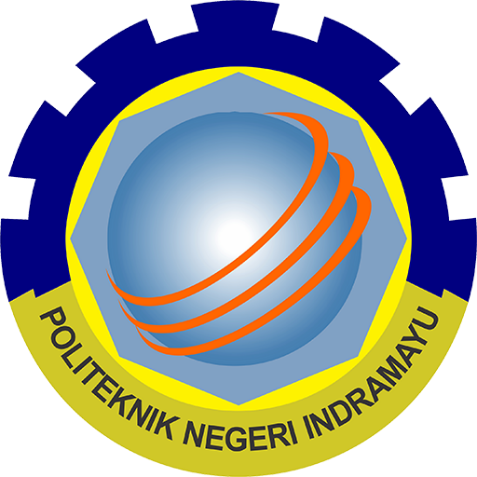 POLITEKNIK NEGERI INDRAMAYU